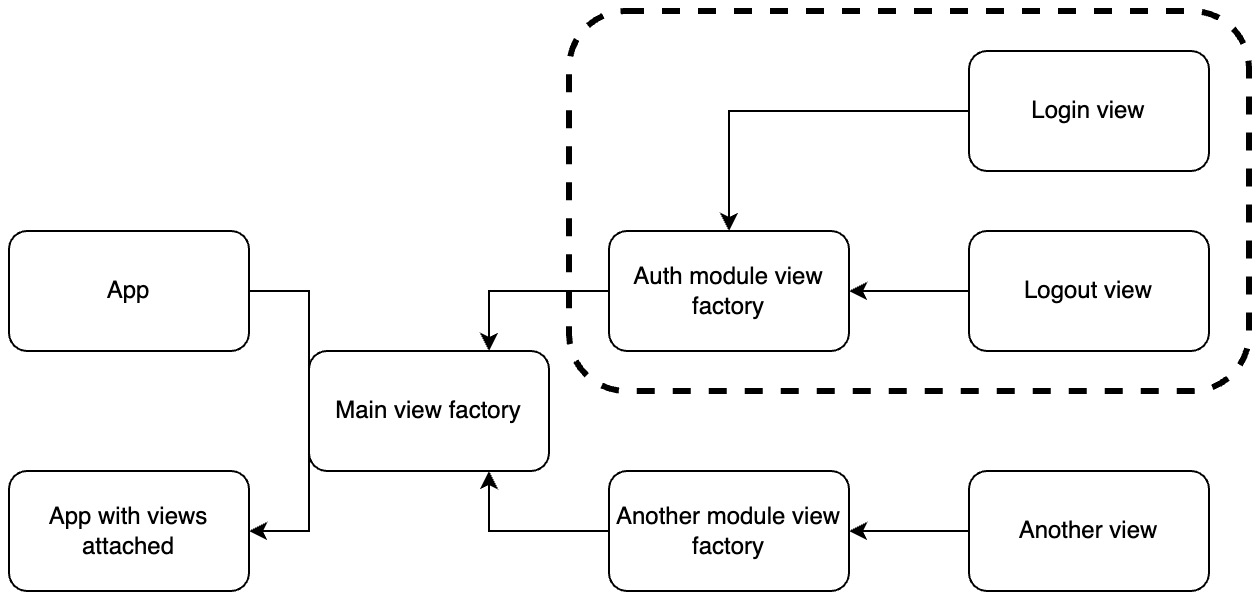 Login view
App
Auth module view
factory
Logout view
Main view factory
App with views
attached
Another module view
factory
Another view